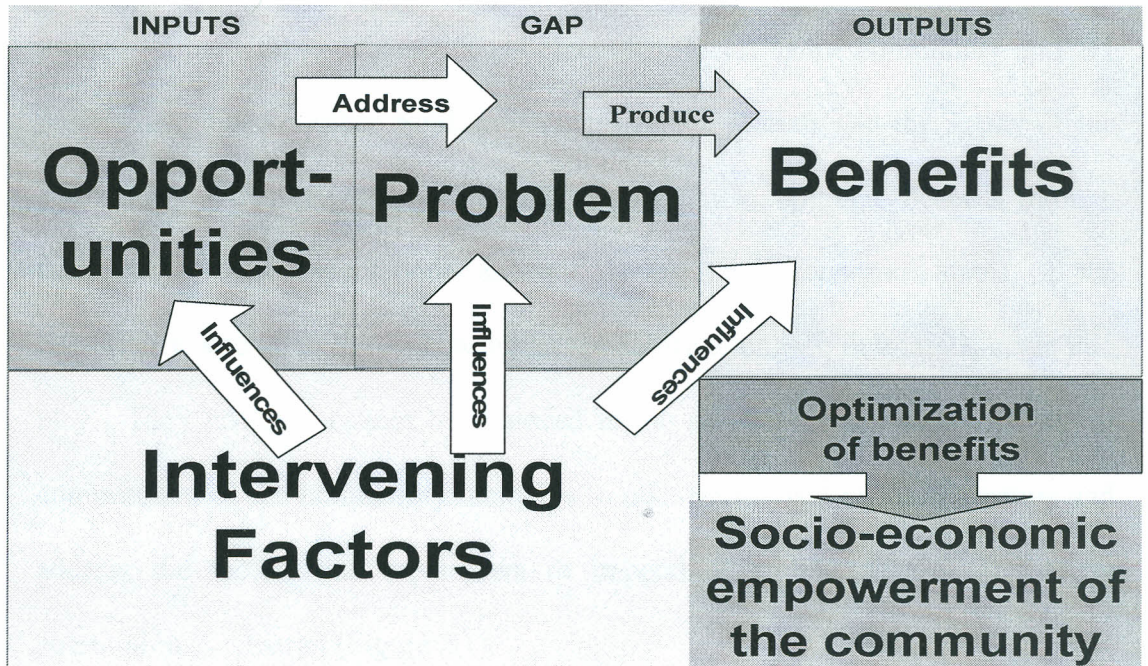 INPUTS
GAP
OUTPUTS
Address
Produce
Opport-
unities
Problem
Benefits
Influences
Influences
Influences
Intervening
Factors
Optimization
of benefits
Socio-economic
empowerment of
the community